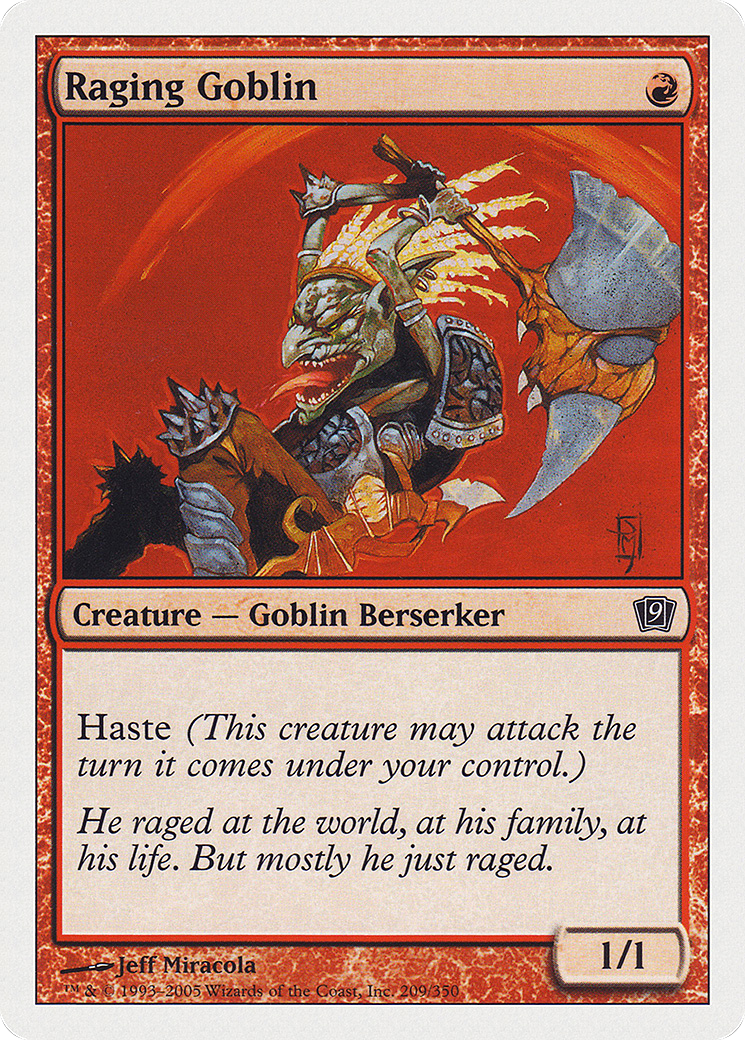 Raging Goblin
Creature — Goblin Berserker
9
Haste (This creature may attack the
turn it comes under your control.)
He raged at the world, at his family, at
his life. But mostly he just raged.
1/1
Jeff Miracola
™ & © 1993–2005 Wizards of the Coast, Inc. 209/350